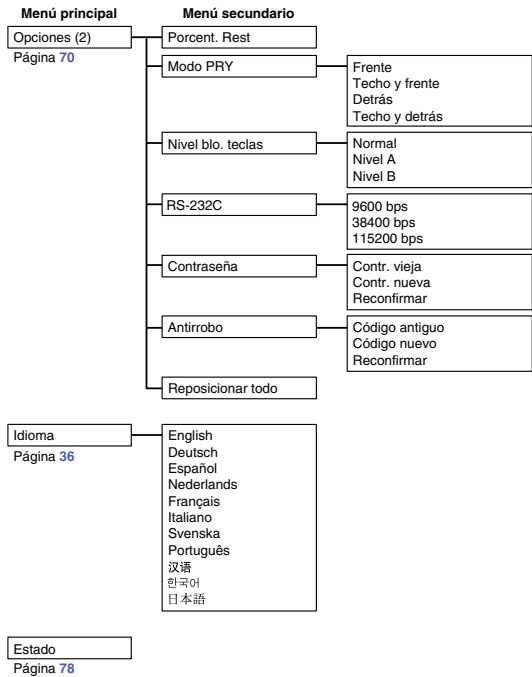 Menú principal
Menú secundario
Opciones (2)
Página 70
Porcent. Rest
Modo PRY
Frente
Techo y frente
Detrás
Techo y detrás
Nivel blo. teclas
Normal
Nivel A
Nivel B
RS-232C
9600 bps
38400 bps
115200 bps
Contraseña
Contr. vieja
Contr. nueva
Reconfirmar
Antirrobo
Código antiguo
Código nuevo
Reconfirmar
Reposicionar todo
Idioma
Página 36
English
Deutsch
Español
Nederlands
Français
Italiano
Svenska
Português
汉语
한국어
日本語
Estado
Página 78